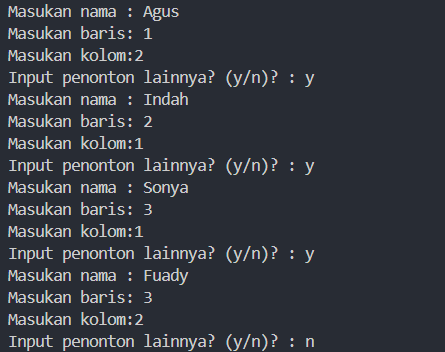 Masukan nama : Agus
Masukan baris: 1
Masukan kolom:2
Input penonton lainnya? (y/n)? : y
Masukan nama : Indah
Masukan baris: 2
Masukan kolom:1
Input penonton lainnya? (y/n)? : y
Masukan nama : Sonya
Masukan baris: 3
Masukan kolom:1
Input penonton lainnya? (y/n)? : y
Masukan nama : Fuady
Masukan baris: 3
Masukan kolom:2
Input penonton lainnya? (y/n)? : n